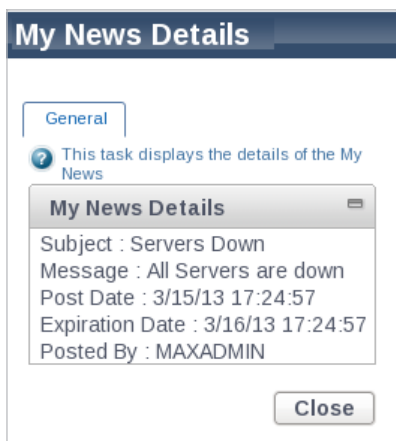 My News Details
General
This task displays the details of the My
News
My News Details
Subject : Servers Down
Message : All Servers are down
Post Date : 3/15/13 17:24:57
Expiration Date : 3/16/13 17:24:57
Posted By : MAXADMIN
Close